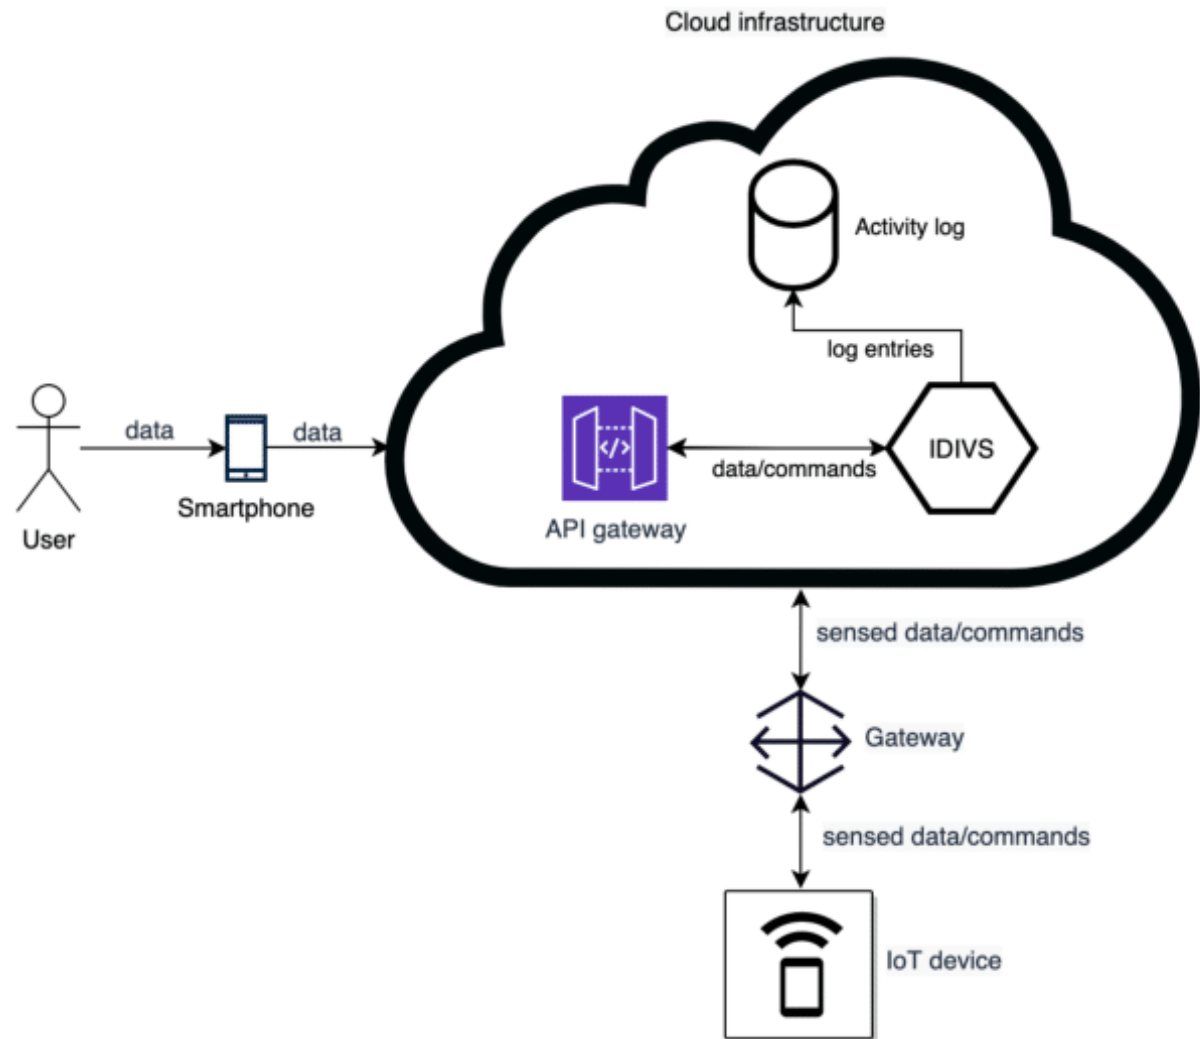 Cloud infrastructure
Activity log
log entries
data
data
</>
IDIVS
data/commands
Smartphone
API gateway
User
sensed data/commands
Gateway
sensed data/commands
IoT device